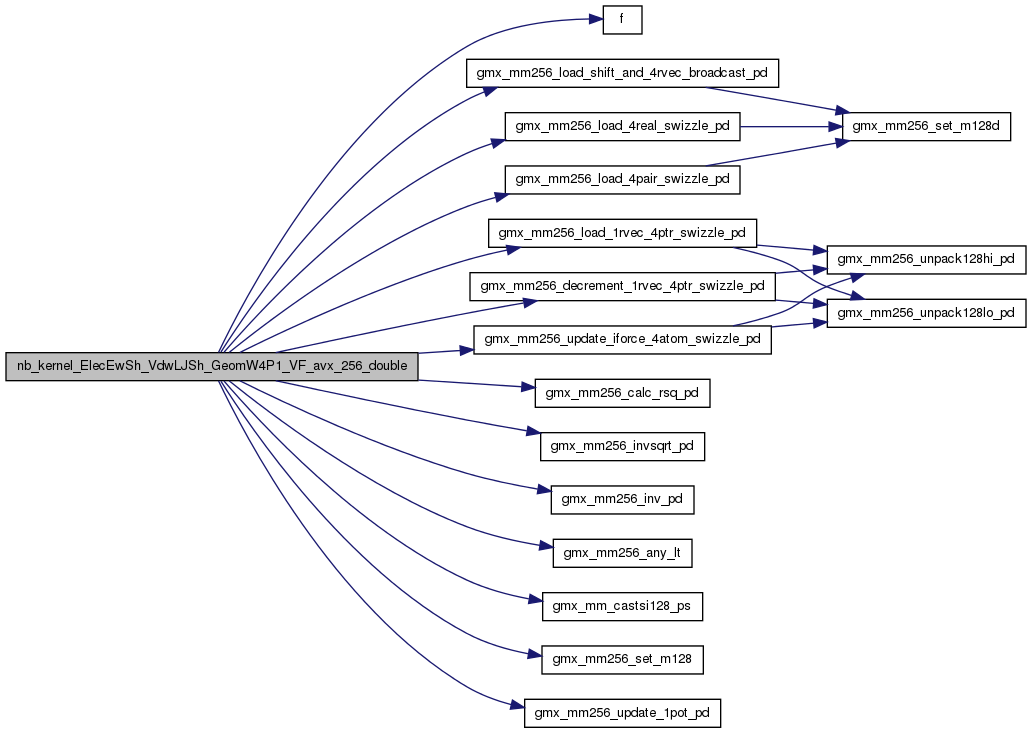 f
gmx_mm256_load_shift_and_4rvec_broadcast_pd
gmx_mm256_load_4real_swizzle_pd
gmx_mm256_set_m128d
gmx_mm256_load_4pair_swizzle_pd
gmx_mm256_load_1rvec_4ptr_swizzle_pd
gmx_mm256_unpack128hi_pd
gmx_mm256_decrement_1rvec_4ptr_swizzle_pd
gmx_mm256_unpack128lo_pd
gmx_mm256_update_iforce_4atom_swizzle_pd
nb_kernel_ElecEwSh_VdwLJSh_GeomW4P1_VF_avx_256_double
gmx_mm256_calc_rsq_pd
gmx_mm256_invsqrt_pd
gmx_mm256_inv_pd
gmx_mm256_any_lt
gmx_mm_castsi128_ps
gmx_mm256_set_m128
gmx_mm256_update_1pot_pd